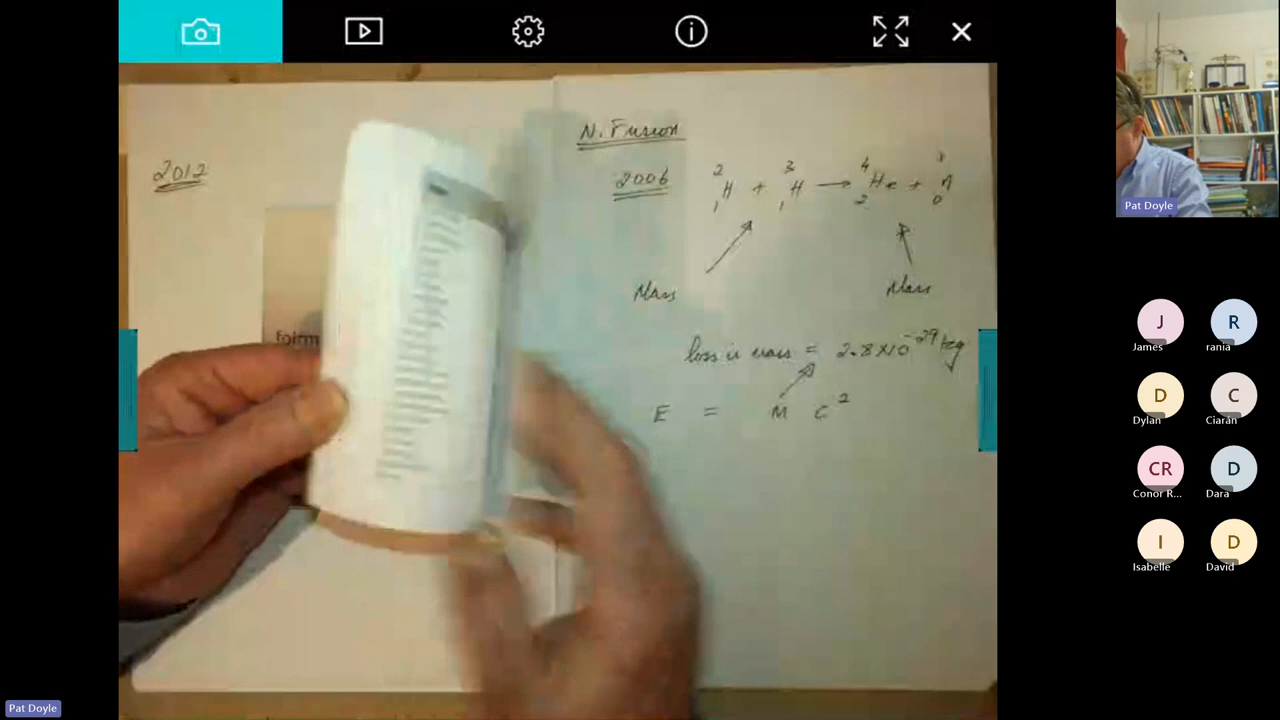 N. Fusion
2012
2006 ²₁H + ³₁H → ⁴₂He + ¹₀n
Mass Mass
loss in mass = 2.8 × 10⁻²⁹ kg
E = M C²
Pat Doyle
J R
James rania
D C
Dylan Ciarán
CR D
Conor R... Dara
I D
Isabelle David
Pat Doyle